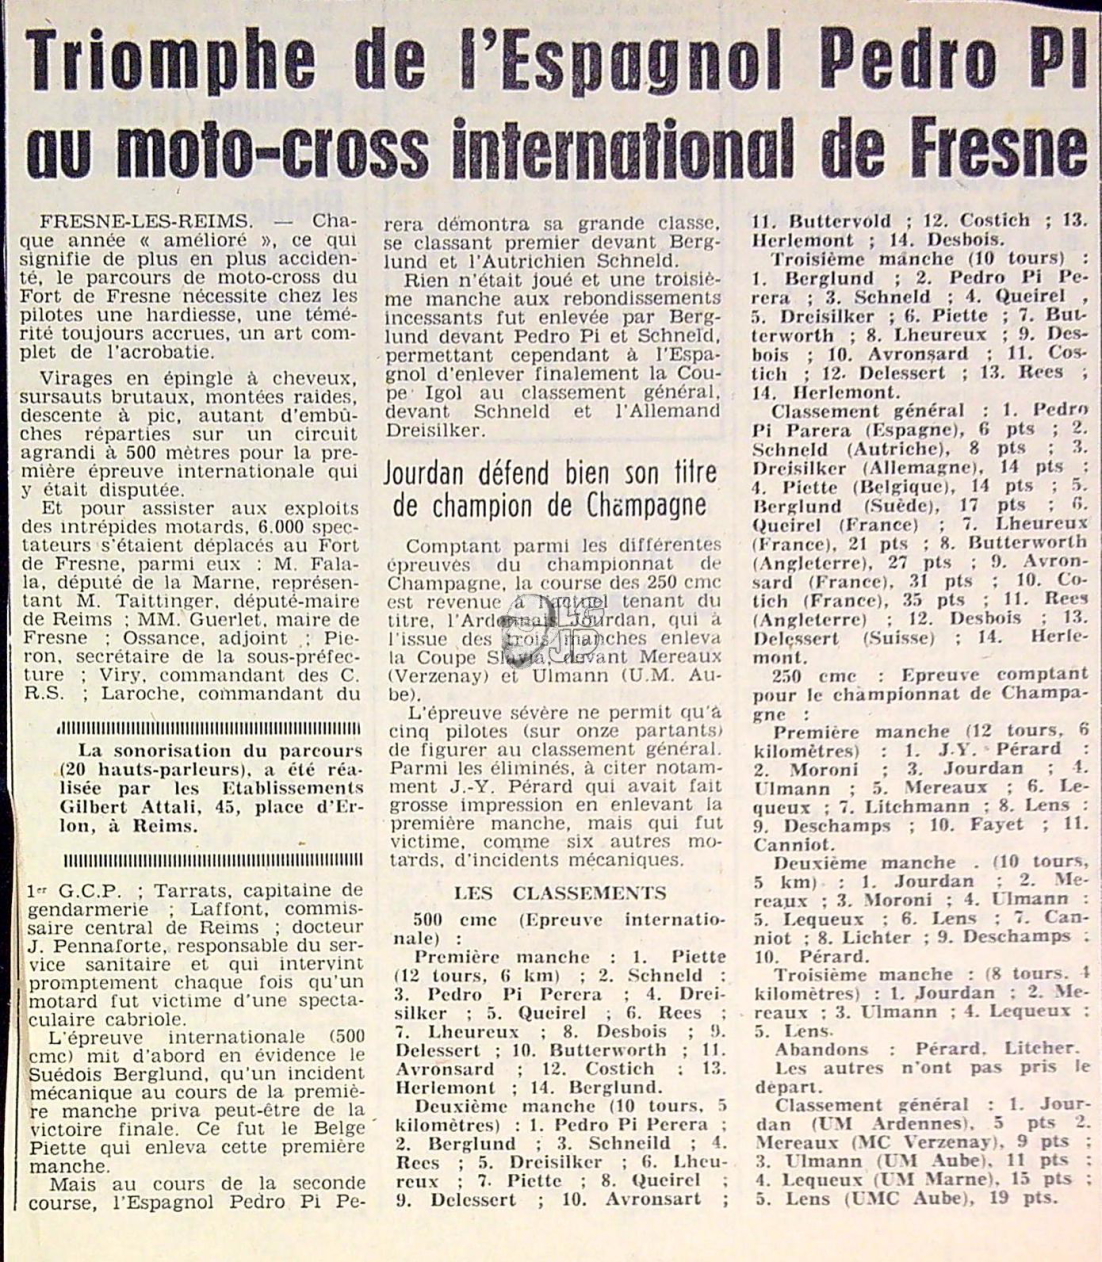 Triomphe de l'Espagnol Pedro PI
au moto-cross international de Fresne
FRESNE-LES-REIMS. — Cha-
que année « amélioré », ce qui
signifie de plus en plus acciden-
té, le parcours de moto-cross du
Fort de Fresne nécessite chez les
pilotes une hardiesse, une témé-
rité toujours accrues, un art com-
plet de l'acrobatie.
Virages en épingle à cheveux,
sursauts brutaux, montées raides,
descente à pic, autant d'embû-
ches réparties sur un circuit
agrandi à 500 mètres pour la pre-
mière épreuve internationale qui
y était disputée.
Et pour assister aux exploits
des intrépides motards, 6.000 spec-
tateurs s'étaient déplacés au Fort
de Fresne, parmi eux : M. Fala-
la, député de la Marne, représen-
tant M. Taittinger, député-maire
de Reims ; MM. Guerlet, maire de
Fresne ; Ossance, adjoint ; Pie-
ron, secrétaire de la sous-préfec-
ture ; Viry, commandant des C.
R.S. ; Laroche, commandant du
La sonorisation du parcours
(20 hauts-parleurs), a été réa-
lisée par les Etablissements
Gilbert Attali, 45, place d'Er-
lon, à Reims.
1er G.C.P. ; Tarrats, capitaine de
gendarmerie ; Laffont, commis-
saire central de Reims ; docteur
J. Pennaforte, responsable du ser-
vice sanitaire et qui intervint
promptement chaque fois qu'un
motard fut victime d'une specta-
culaire cabriole.
L'épreuve internationale (500
cmc) mit d'abord en évidence le
Suédois Berglund, qu'un incident
mécanique au cours de la premiè-
re manche priva peut-être de la
victoire finale. Ce fut le Belge
Piette qui enleva cette première
manche.
Mais au cours de la seconde
course, l'Espagnol Pedro Pi Pe-
rera démontra sa grande classe,
se classant premier devant Berg-
lund et l'Autrichien Schneld.
Rien n'était joué et une troisiè-
me manche aux rebondissements
incessants fut enlevée par Berg-
lund devant Pedro Pi et Schneld,
permettant cependant à l'Espa-
gnol d'enlever finalement la Cou-
pe Igol au classement général,
devant Schneld et l'Allemand
Dreisilker.
Jourdan défend bien son titre
de champion de Champagne
Comptant parmi les différentes
épreuves du championnat de
Champagne, la course des 250 cmc
est revenue à l'actuel tenant du
titre, l'Ardennais Jourdan, qui à
l'issue des trois manches enleva
la Coupe Slavia devant Mereaux
(Verzenay) et Ulmann (U.M. Au-
be).
L'épreuve sévère ne permit qu'à
cinq pilotes (sur onze partants)
de figurer au classement général.
Parmi les éliminés, à citer notam-
ment J.-Y. Pérard qui avait fait
grosse impression en enlevant la
première manche, mais qui fut
victime, comme six autres mo-
tards, d'incidents mécaniques.
LES CLASSEMENTS
500 cmc (Epreuve internatio-
nale) :
Première manche : 1. Piette
(12 tours, 6 km) ; 2. Schneld ;
3. Pedro Pi Perera ; 4. Drei-
silker ; 5. Queirel ; 6. Rees ;
7. Lheureux ; 8. Desbois ; 9.
Delessert ; 10. Butterworth ; 11.
Avronsard ; 12. Costich ; 13.
Herlemont ; 14. Berglund.
Deuxième manche (10 tours, 5
kilomètres) : 1. Pedro Pi Perera ;
2. Berglund ; 3. Schneild ; 4.
Rees ; 5. Dreisilker ; 6. Lheu-
reux ; 7. Piette ; 8. Queirel ;
9. Delessert ; 10. Avronsart ;
11. Buttervold ; 12. Costich ; 13.
Herlemont ; 14. Desbois.
Troisième manche (10 tours) :
1. Berglund ; 2. Pedro Pi Pe-
rera ; 3. Schneld ; 4. Queirel ,
5. Dreisilker ; 6. Piette ; 7. But-
terworth ; 8. Lheureux ; 9. Des-
bois ; 10. Avronsard ; 11. Cos-
tich ; 12. Delessert ; 13. Rees ;
14. Herlemont.
Classement général : 1. Pedro
Pi Parera (Espagne), 6 pts ; 2.
Schneld (Autriche), 8 pts ; 3.
Dreisilker (Allemagne), 14 pts ;
4. Piette (Belgique), 14 pts ; 5.
Berglund (Suède), 17 pts ; 6.
Queirel (France) ; 7. Lheureux
(France), 21 pts ; 8. Butterworth
(Angleterre), 27 pts ; 9. Avron-
sard (France), 31 pts ; 10. Co-
tich (France), 35 pts ; 11. Rees
(Angleterre) ; 12. Desbois ; 13.
Delessert (Suisse) ; 14. Herle-
mont.
250 cmc : Epreuve comptant
pour le championnat de Champa-
gne :
Première manche (12 tours, 6
kilomètres) : 1. J.Y. Pérard ;
2. Moroni ; 3. Jourdan ; 4.
Ulmann ; 5. Mereaux ; 6. Le-
queux ; 7. Litchmann ; 8. Lens ;
9. Deschamps ; 10. Fayet ; 11.
Canniot.
Deuxième manche . (10 tours,
5 km) : 1. Jourdan ; 2. Me-
reaux ; 3. Moroni ; 4. Ulmann ;
5. Lequeux ; 6. Lens ; 7. Can-
niot ; 8. Lichter ; 9. Deschamps ;
10. Pérard.
Troisième manche : (8 tours, 4
kilomètres) : 1. Jourdan ; 2. Me-
reaux ; 3. Ulmann ; 4. Lequeux ;
5. Lens.
Abandons : Pérard, Litcher.
Les autres n'ont pas pris le
départ.
Classement général : 1. Jour-
dan (UM Ardennes), 5 pts 2.
Mereaux (MC Verzenay), 9 pts ;
3. Ulmann (UM Aube), 11 pts ;
4. Lequeux (UM Marne), 15 pts ;
5. Lens (UMC Aube), 19 pts.